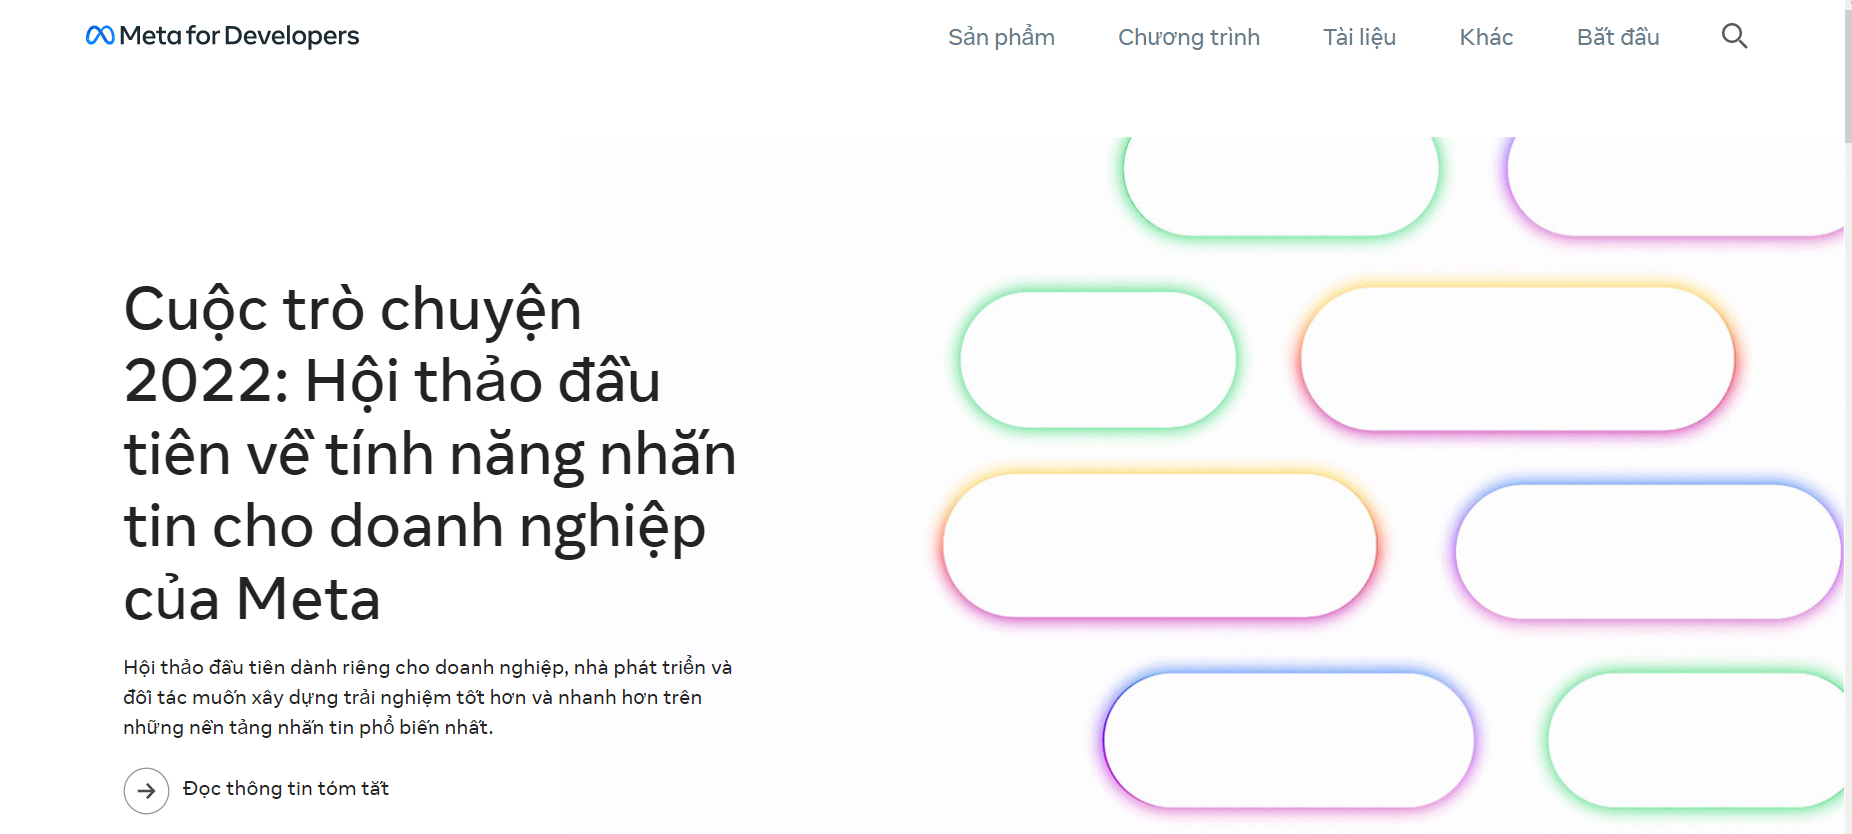 Meta for Developers
Sản phẩm
Chương trình
Tài liệu
Khác
Bắt đầu
Cuộc trò chuyện
2022: Hội thảo đầu
tiên về tính năng nhắn
tin cho doanh nghiệp
của Meta
Hội thảo đầu tiên dành riêng cho doanh nghiệp, nhà phát triển và
đối tác muốn xây dựng trải nghiệm tốt hơn và nhanh hơn trên
những nền tảng nhắn tin phổ biến nhất.
Đọc thông tin tóm tắt